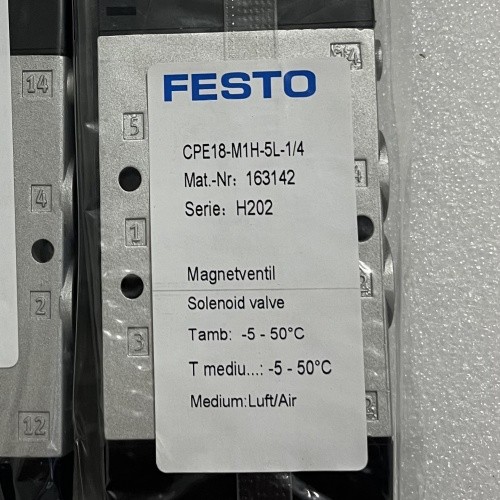 FESTO
CPE18-M1H-5L-1/4
Mat.-Nr: 163142
Serie: H202
Magnetventil
Solenoid valve
Tamb: -5 - 50°C
T mediu...: -5 - 50°C
Medium:Luft/Air
14
4
2
12
5
1
3
14